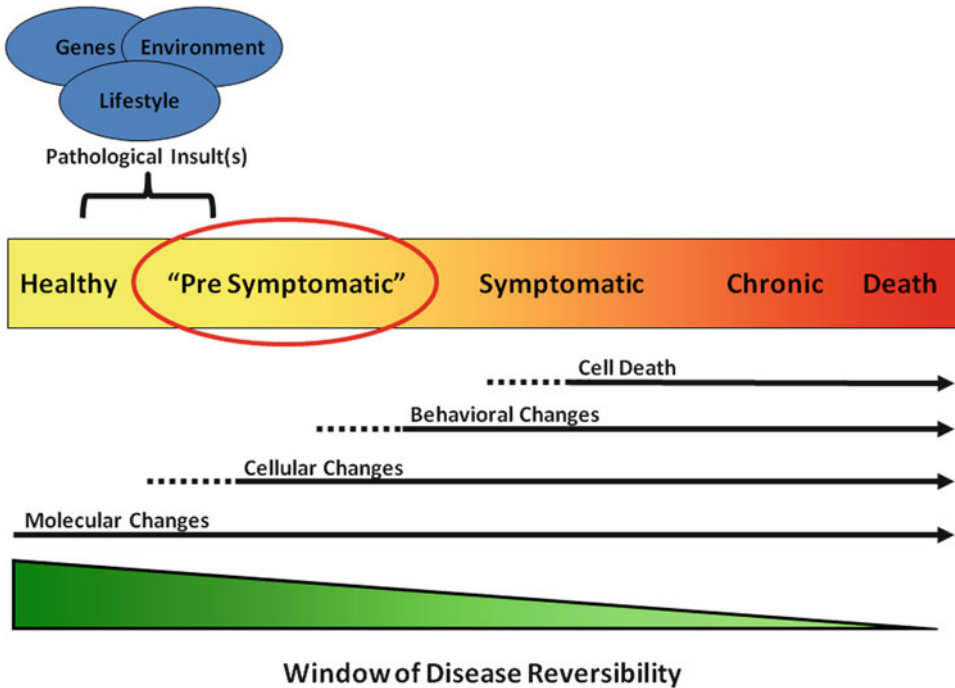 Genes
Environment
Lifestyle
Pathological Insult(s)
Healthy
“Pre Symptomatic”
Symptomatic
Chronic
Death
Cell Death
Behavioral Changes
Cellular Changes
Molecular Changes
Window of Disease Reversibility